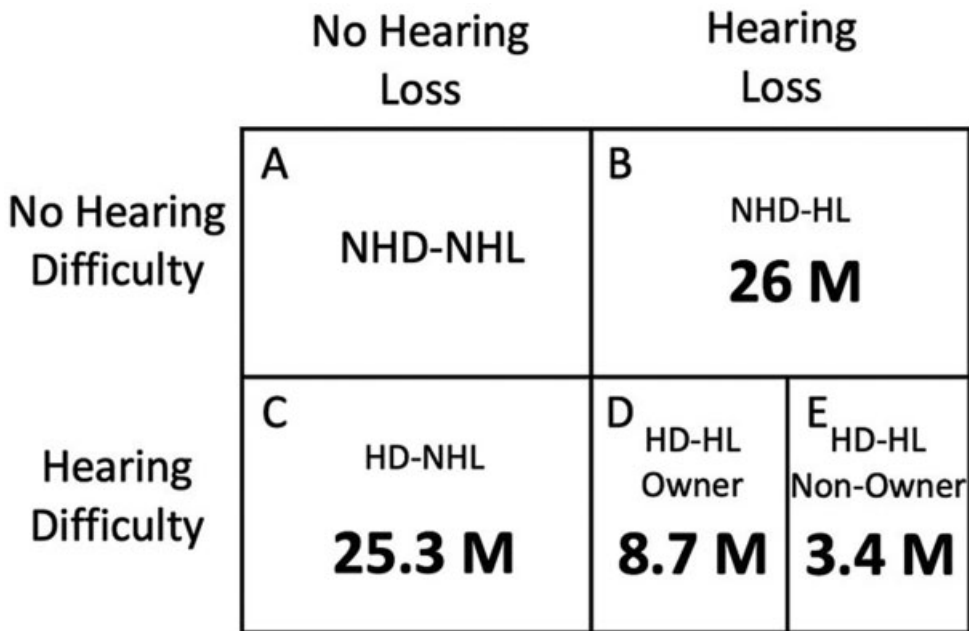 No Hearing
Loss
Hearing
Loss
No Hearing
Difficulty
A
NHD-NHL
B
NHD-HL
26 M
Hearing
Difficulty
C
HD-NHL
25.3 M
D
HD-HL
Owner
8.7 M
E
HD-HL
Non-Owner
3.4 M